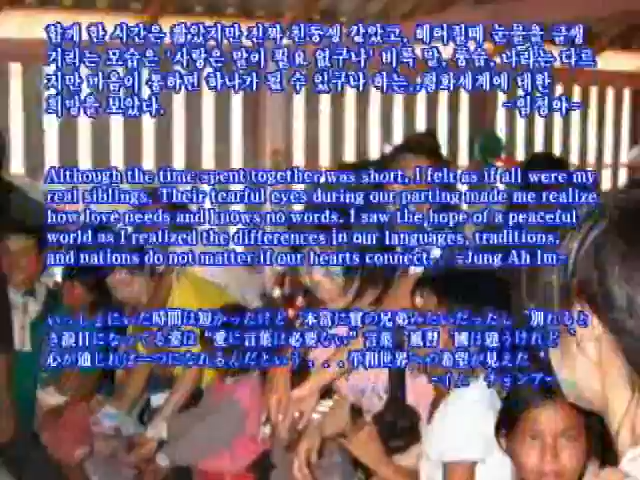 함께 한 시간은 짧았지만 진짜 친동생 같았고, 헤어질때 눈물을 글썽
거리는 모습은 '사랑은 말이 필요 없구나' 비록 말, 풍습, 나라는 다르
지만 마음이 통하면 하나가 될 수 있구나 하는..평화세계에 대한
희망을 보았다. -임정아-
Although the time spent together was short, I felt as if all were my
real siblings. Their tearful eyes during our parting made me realize
how love needs and knows no words. I saw the hope of a peaceful
world as I realized the differences in our languages, traditions,
and nations do not matter if our hearts connect. -Jung Ah Im-
いっしょにいた時間は短かったけど、本当に實の兄弟みたいだったし、別れると
き淚目になってる姿は "愛に言葉は必要ない" 言葉、風習、國は違うけれど
心が通じれば一つになれるんだという...平和世界への希望が見えた
-イム チョンア-